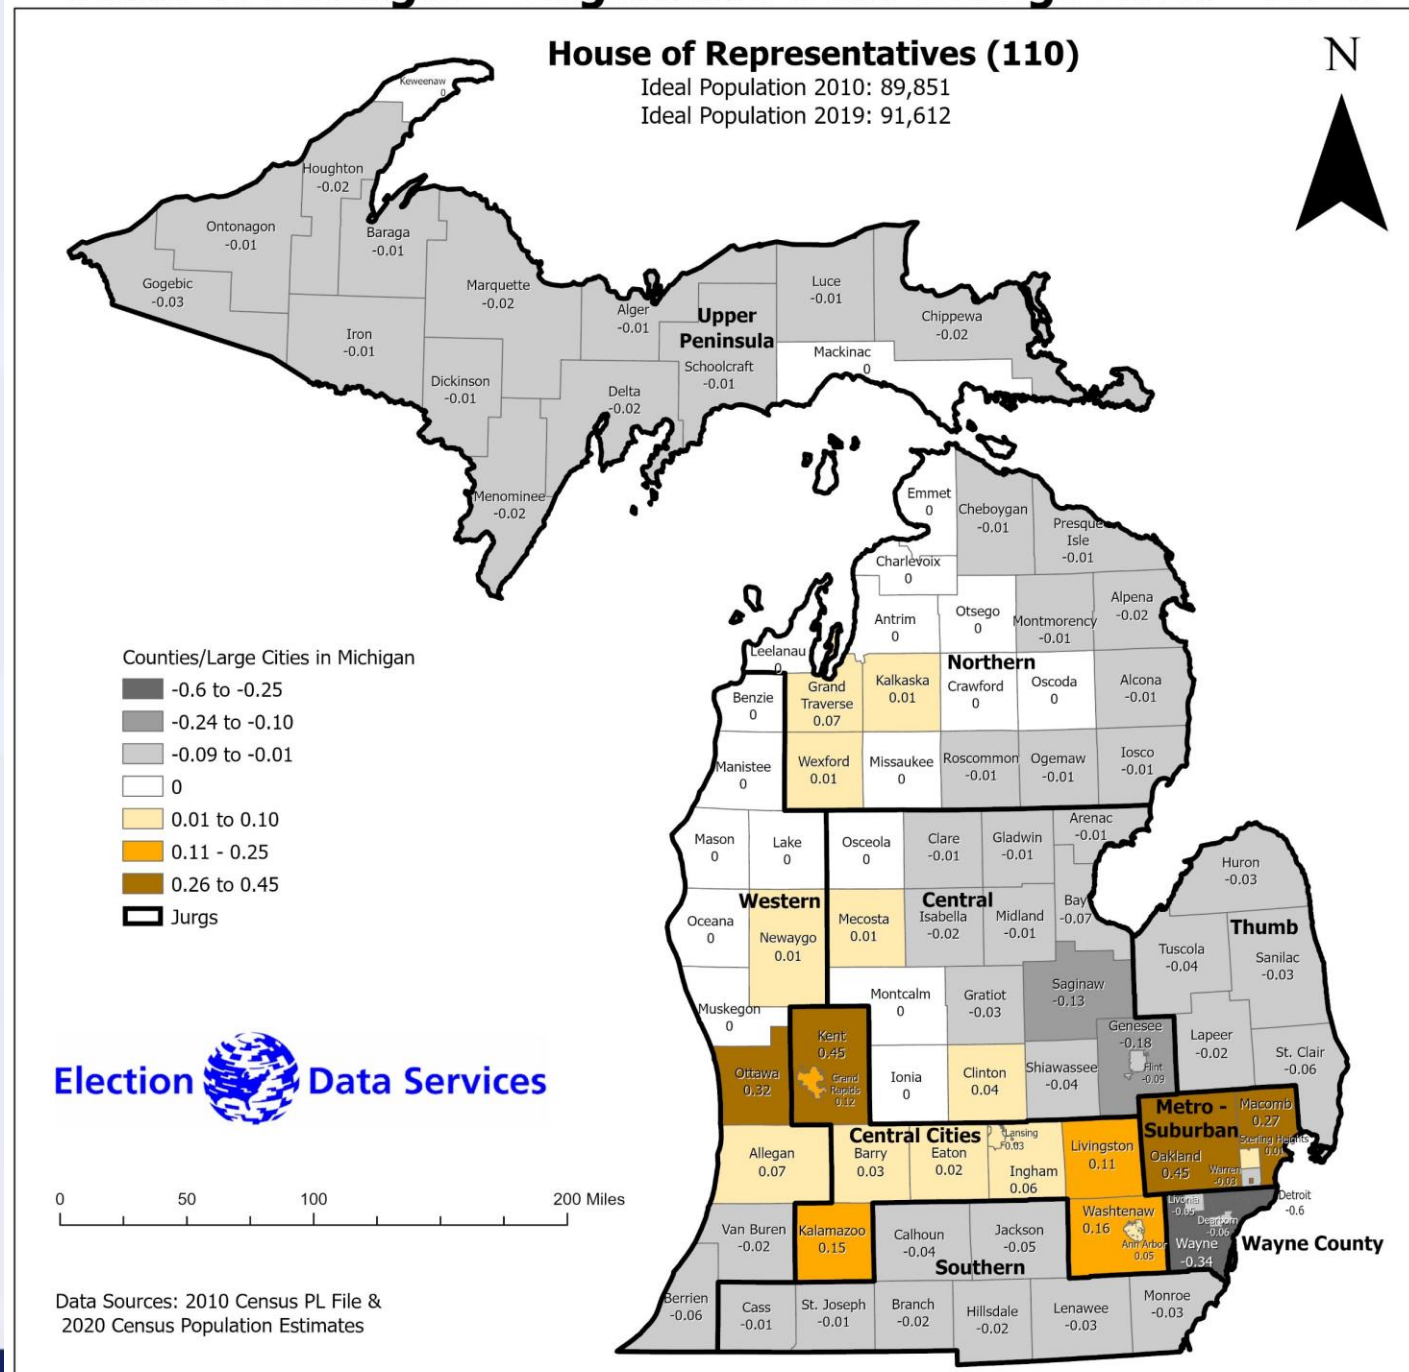 House of Representatives (110)
Ideal Population 2010: 89,851
Ideal Population 2019: 91,612
N
Keweenaw
0
Houghton
-0.02
Ontonagon
-0.01
Baraga
-0.01
Gogebic
-0.03
Marquette
-0.02
Iron
-0.01
Dickinson
-0.01
Menominee
-0.02
Alger
-0.01
Delta
-0.02
Upper
Peninsula
Schoolcraft
-0.01
Luce
-0.01
Chippewa
-0.02
Mackinac
0
Emmet
0
Cheboygan
-0.01
Presque
Isle
-0.01
Charlevoix
0
Antrim
0
Otsego
0
Montmorency
-0.01
Alpena
-0.02
Leelanau
0
Northern
Benzie
0
Grand
Traverse
0.07
Kalkaska
0.01
Crawford
0
Oscoda
0
Alcona
-0.01
Manistee
0
Wexford
0.01
Missaukee
0
Roscommon
-0.01
Ogemaw
-0.01
Iosco
-0.01
Counties/Large Cities in Michigan
-0.6 to -0.25
-0.24 to -0.10
-0.09 to -0.01
0
0.01 to 0.10
0.11 - 0.25
0.26 to 0.45
Jurgs
Mason
0
Lake
0
Osceola
0
Clare
-0.01
Gladwin
-0.01
Arenac
-0.01
Huron
-0.03
Western
Central
Thumb
Oceana
0
Newaygo
0.01
Mecosta
0.01
Isabella
-0.02
Midland
-0.01
Bay
-0.07
Tuscola
-0.04
Sanilac
-0.03
Muskegon
0
Montcalm
0
Gratiot
-0.03
Saginaw
-0.13
Genesee
-0.18
Flint
-0.09
Lapeer
-0.02
St. Clair
-0.06
Ottawa
0.32
Kent
0.45
Grand
Rapids
0.12
Ionia
0
Clinton
0.04
Shiawassee
-0.04
Election Data Services
Metro -
Suburban
Macomb
0.27
Sterling Heights
0.01
Oakland
0.45
Warren
-0.03
Central Cities
Allegan
0.07
Barry
0.03
Eaton
0.02
Lansing
0.03
Ingham
0.06
Livingston
0.11
0 50 100 200 Miles
Van Buren
-0.02
Kalamazoo
0.15
Calhoun
-0.04
Jackson
-0.05
Washtenaw
0.16
Ann Arbor
0.05
Livonia
-0.05
Dearborn
-0.06
Wayne
-0.34
Detroit
-0.6
Wayne County
Southern
Berrien
-0.06
Cass
-0.01
St. Joseph
-0.01
Branch
-0.02
Hillsdale
-0.02
Lenawee
-0.03
Monroe
-0.03
Data Sources: 2010 Census PL File &
2020 Census Population Estimates